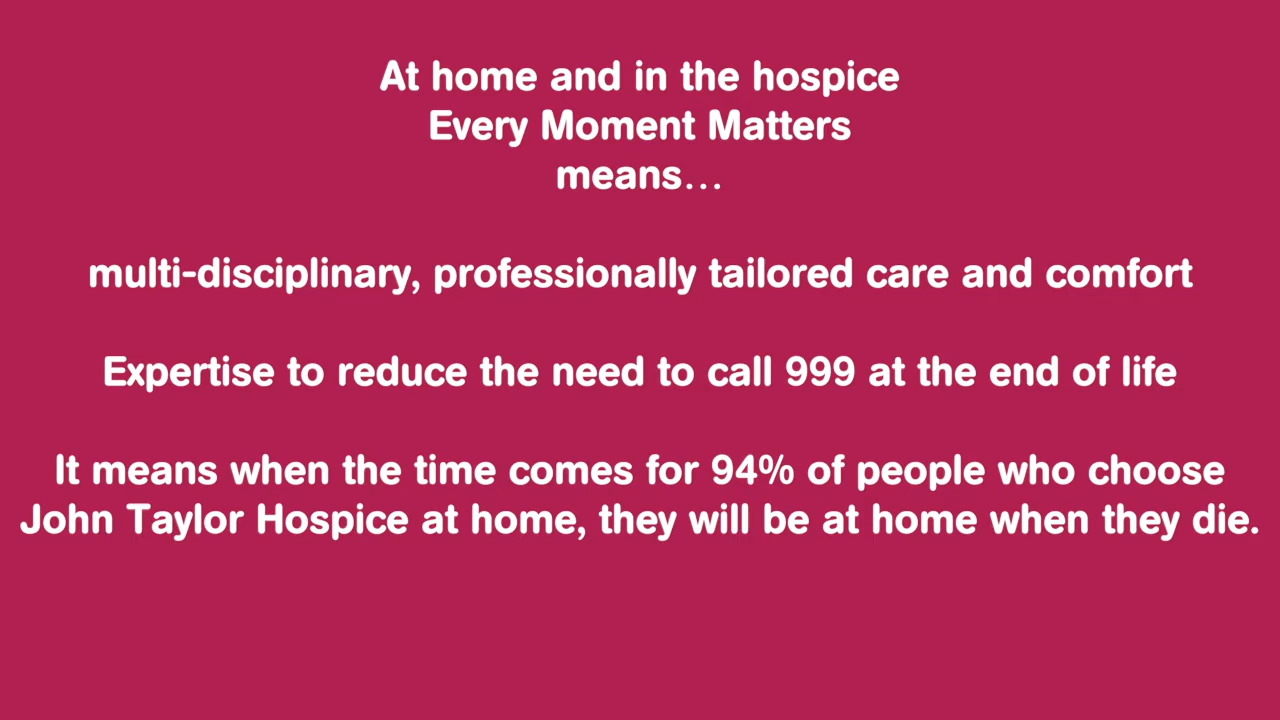 At home and in the hospice
Every Moment Matters
means...
multi-disciplinary, professionally tailored care and comfort
Expertise to reduce the need to call 999 at the end of life
It means when the time comes for 94% of people who choose
John Taylor Hospice at home, they will be at home when they die.